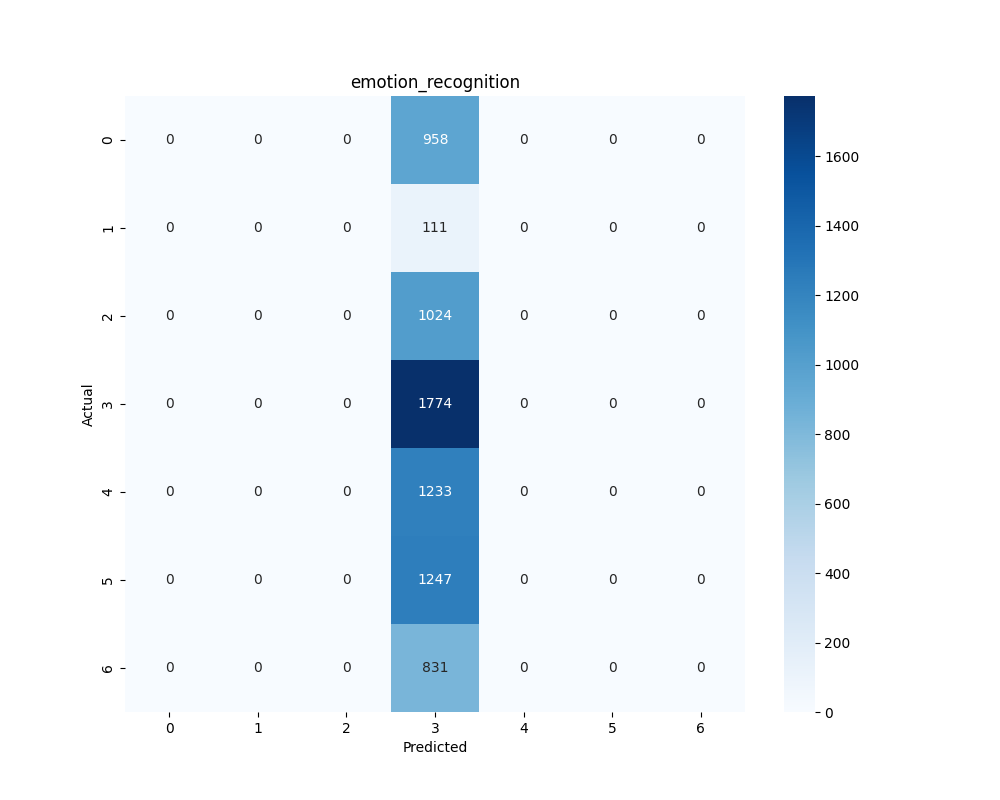 emotion_recognition
0 0 0 0 958 0 0 0
1 0 0 0 111 0 0 0
2 0 0 0 1024 0 0 0
3 0 0 0 1774 0 0 0
4 0 0 0 1233 0 0 0
5 0 0 0 1247 0 0 0
6 0 0 0 831 0 0 0
0 1 2 3 4 5 6
Predicted
Actual
1600
1400
1200
1000
800
600
400
200
0